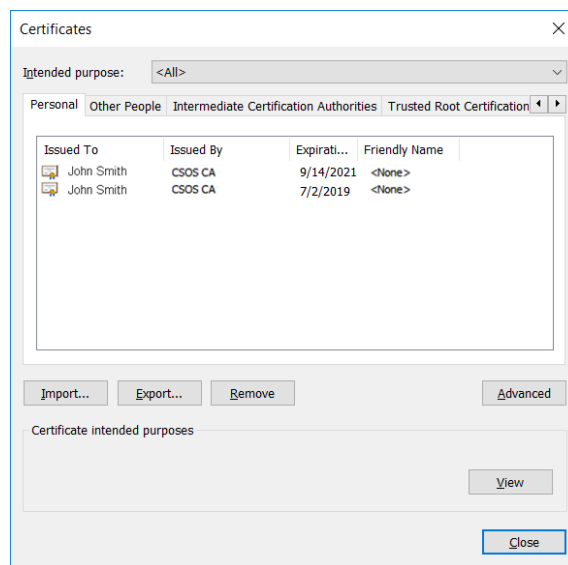 Certificates
Intended purpose: <All>
Personal Other People Intermediate Certification Authorities Trusted Root Certification
Issued To Issued By Expirati... Friendly Name
John Smith CSOS CA 9/14/2021 <None>
John Smith CSOS CA 7/2/2019 <None>
Import... Export... Remove Advanced
Certificate intended purposes
View
Close